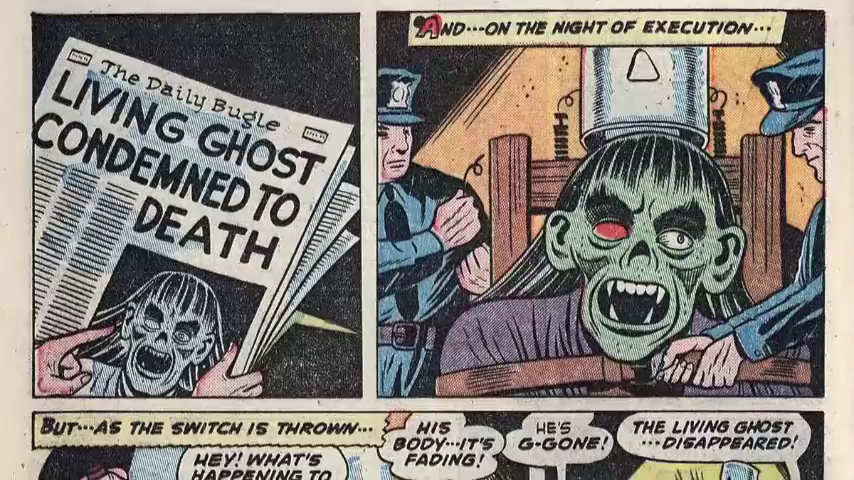 The Daily Bugle
LIVING GHOST
CONDEMNED TO
DEATH
AND...ON THE NIGHT OF EXECUTION...
BUT...AS THE SWITCH IS THROWN...
HEY! WHAT'S
HAPPENING TO
HIS
BODY...IT'S
FADING!
HE'S
G-GONE!
THE LIVING GHOST
...DISAPPEARED!